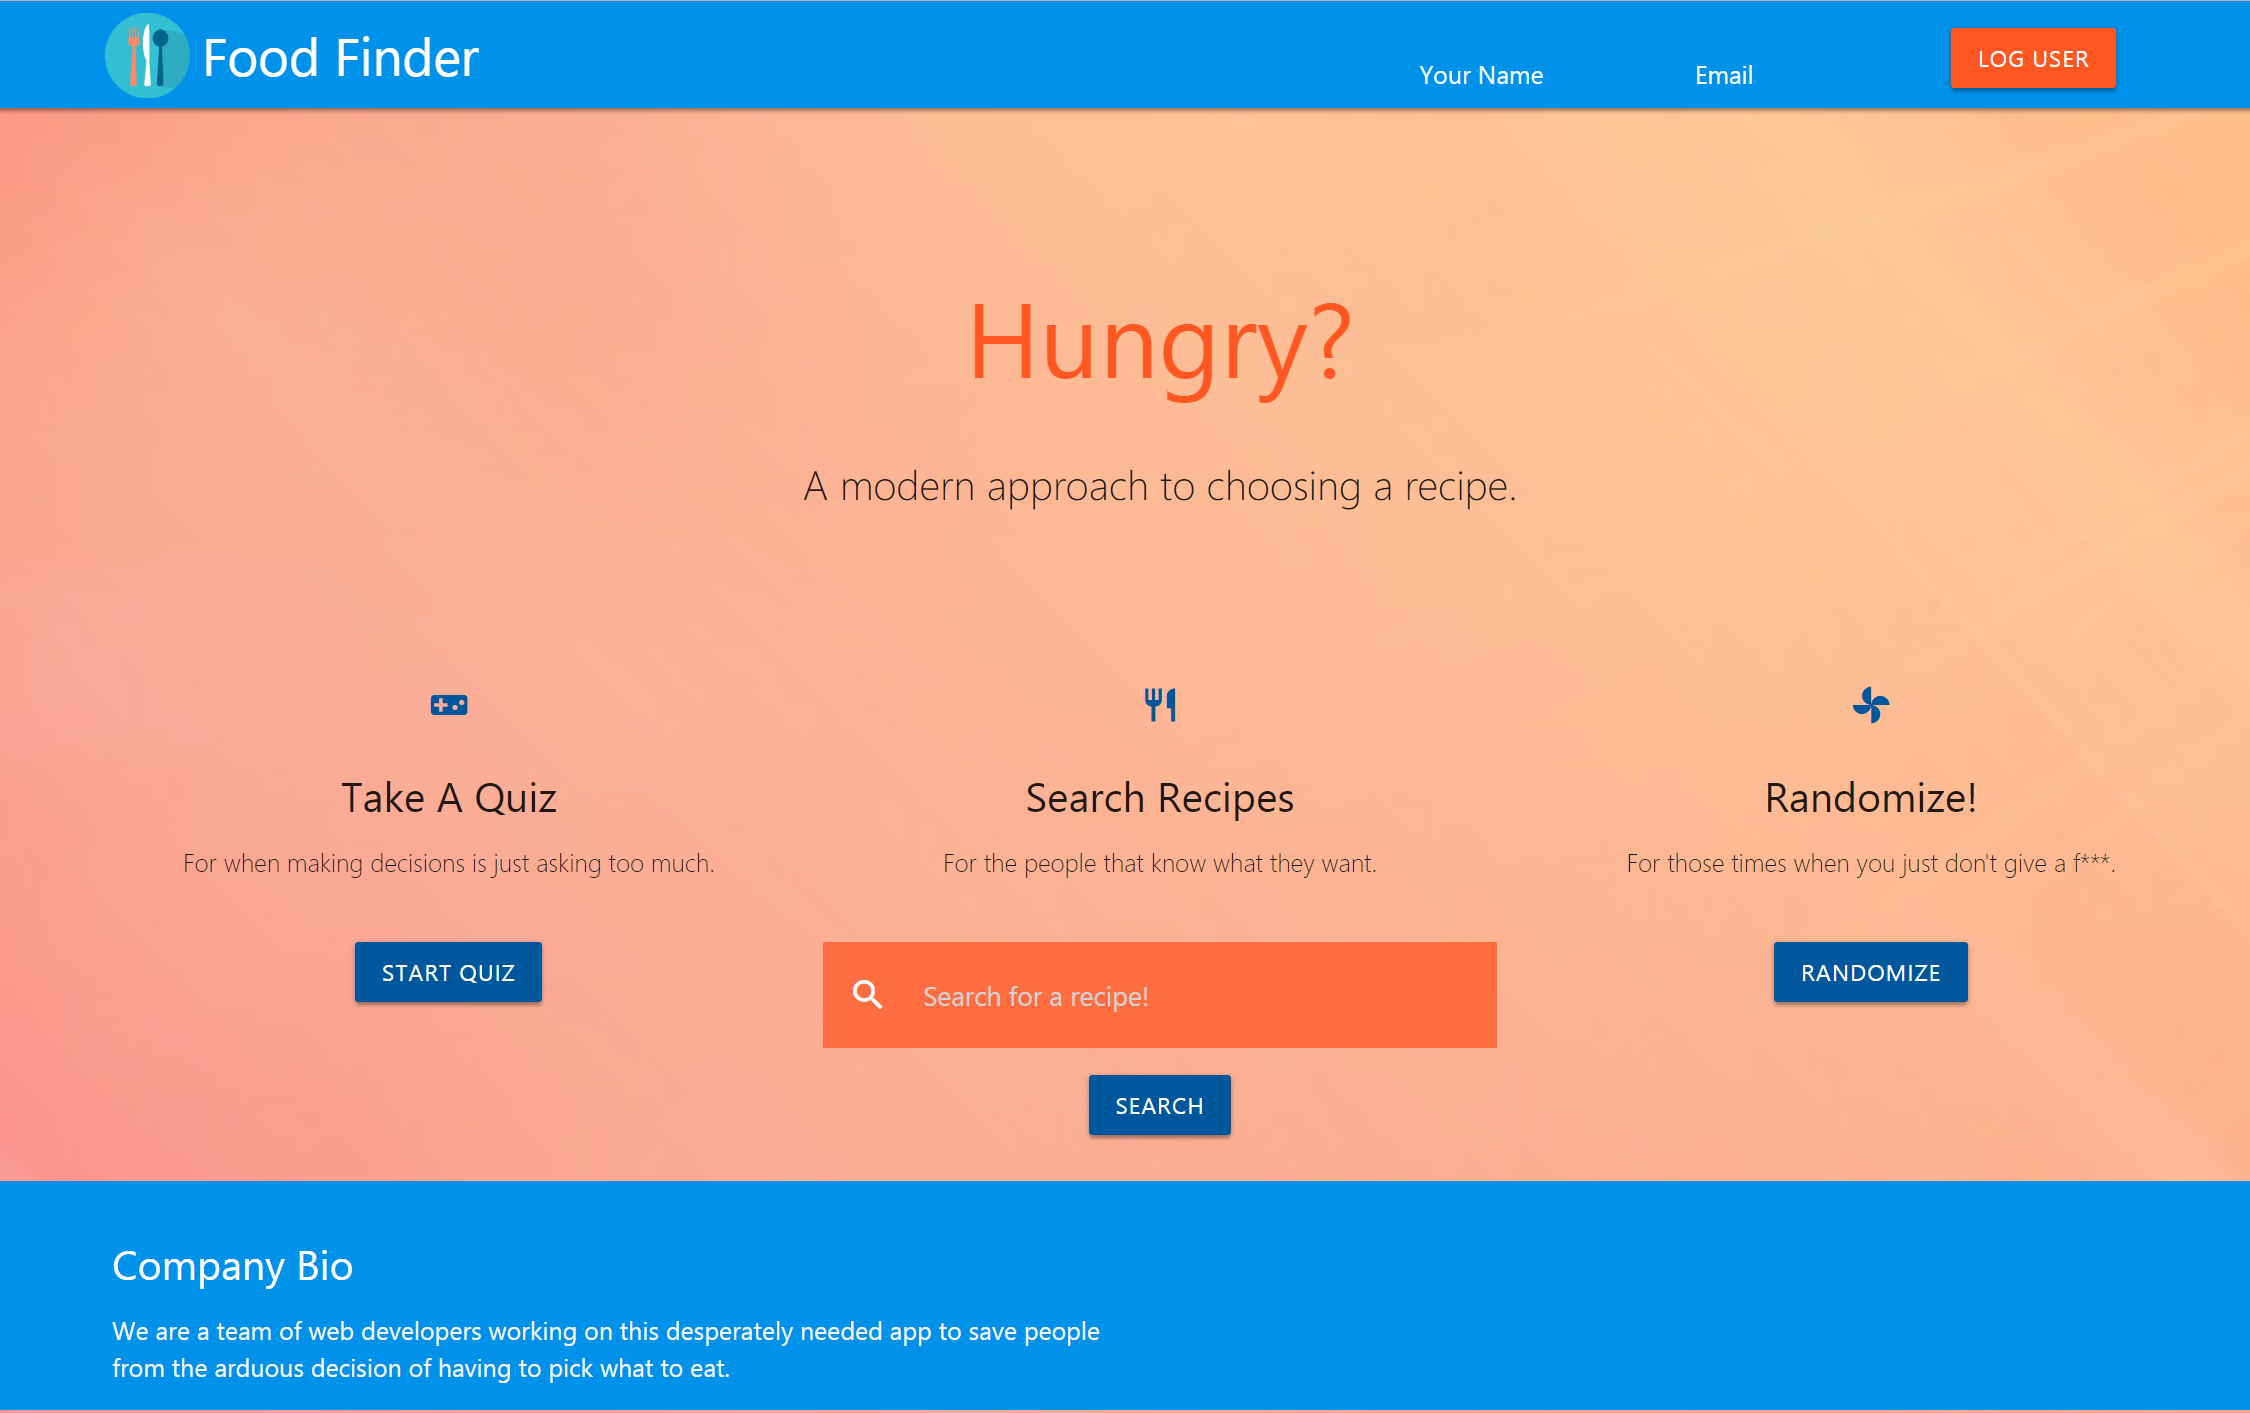 Food Finder
Your Name
Email
LOG USER
Hungry?
A modern approach to choosing a recipe.
Take A Quiz
For when making decisions is just asking too much.
START QUIZ
Search Recipes
For the people that know what they want.
Search for a recipe!
SEARCH
Randomize!
For those times when you just don't give a f***.
RANDOMIZE
Company Bio
We are a team of web developers working on this desperately needed app to save people
from the arduous decision of having to pick what to eat.